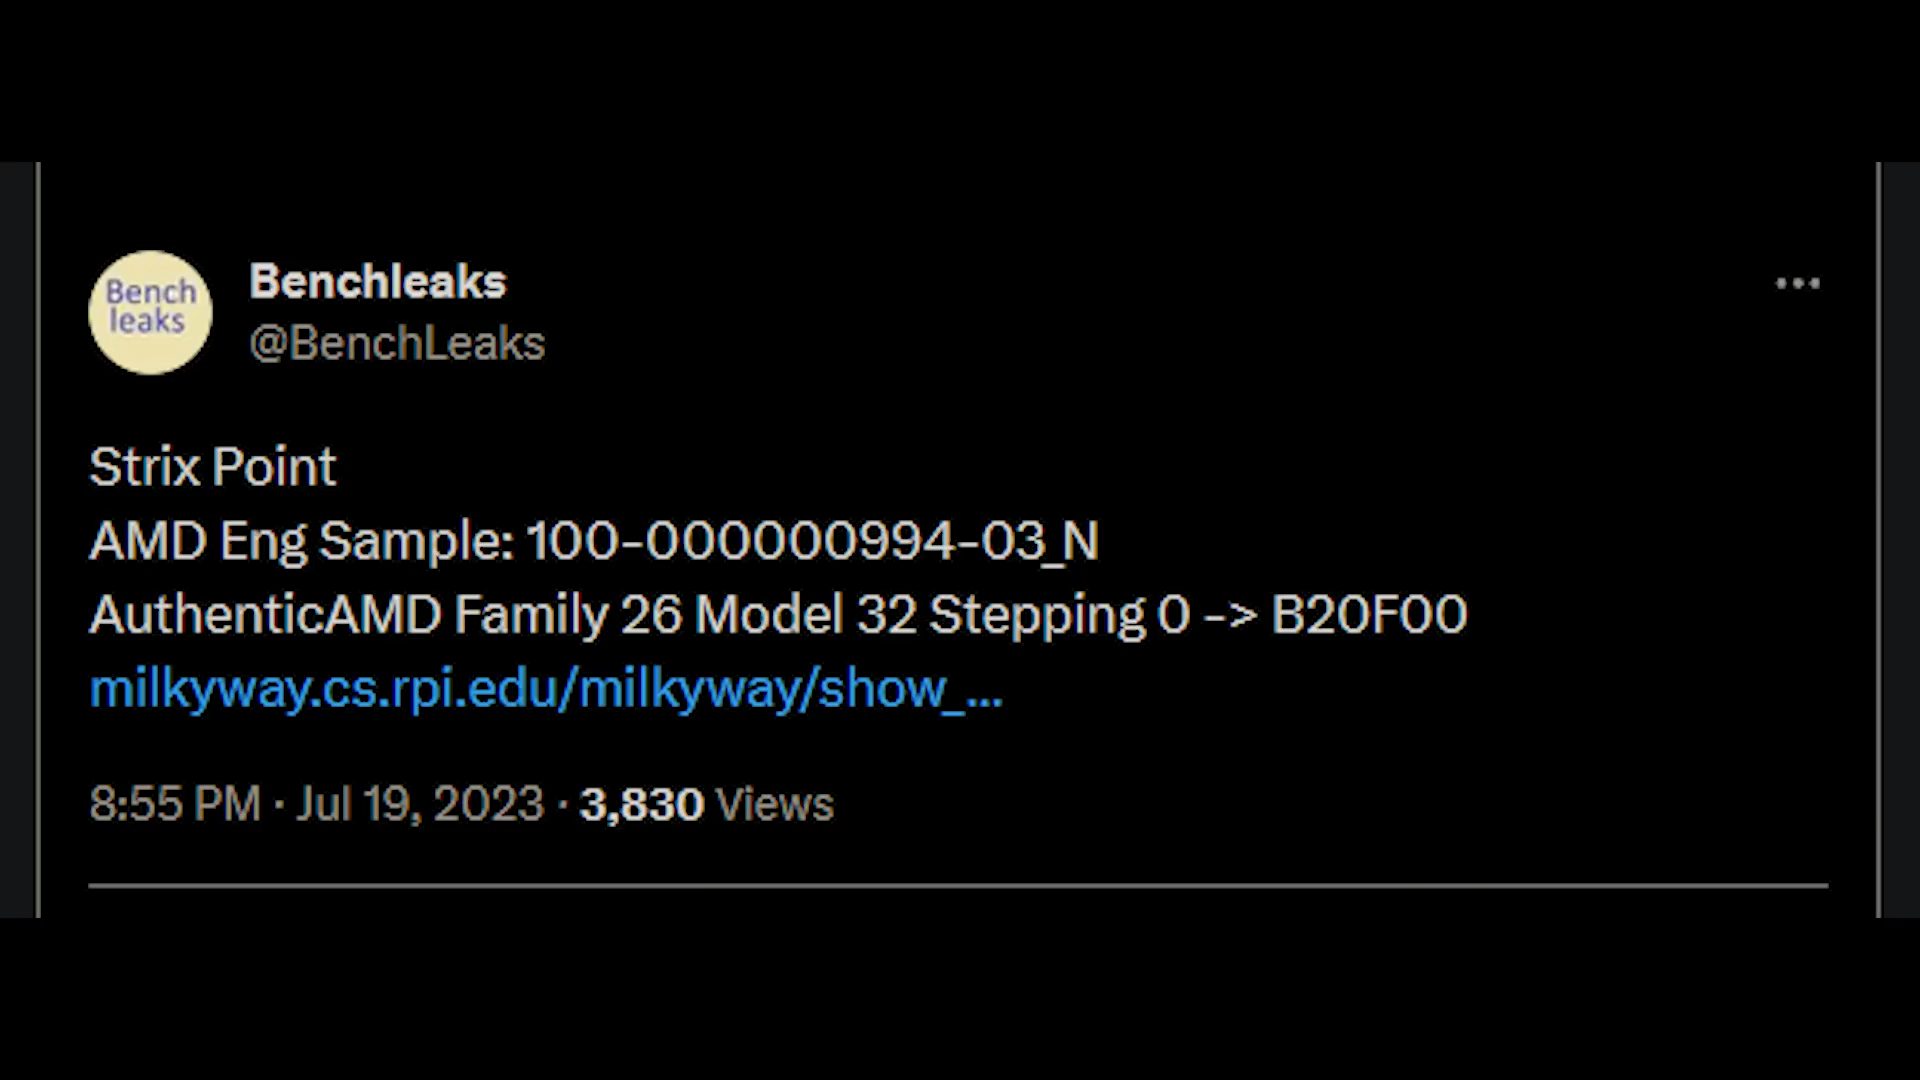 Bench
leaks
Benchleaks
@BenchLeaks
Strix Point
AMD Eng Sample: 100-000000994-03_N
AuthenticAMD Family 26 Model 32 Stepping 0 -> B20F00
milkyway.cs.rpi.edu/milkyway/show_...
8:55 PM · Jul 19, 2023 · 3,830 Views